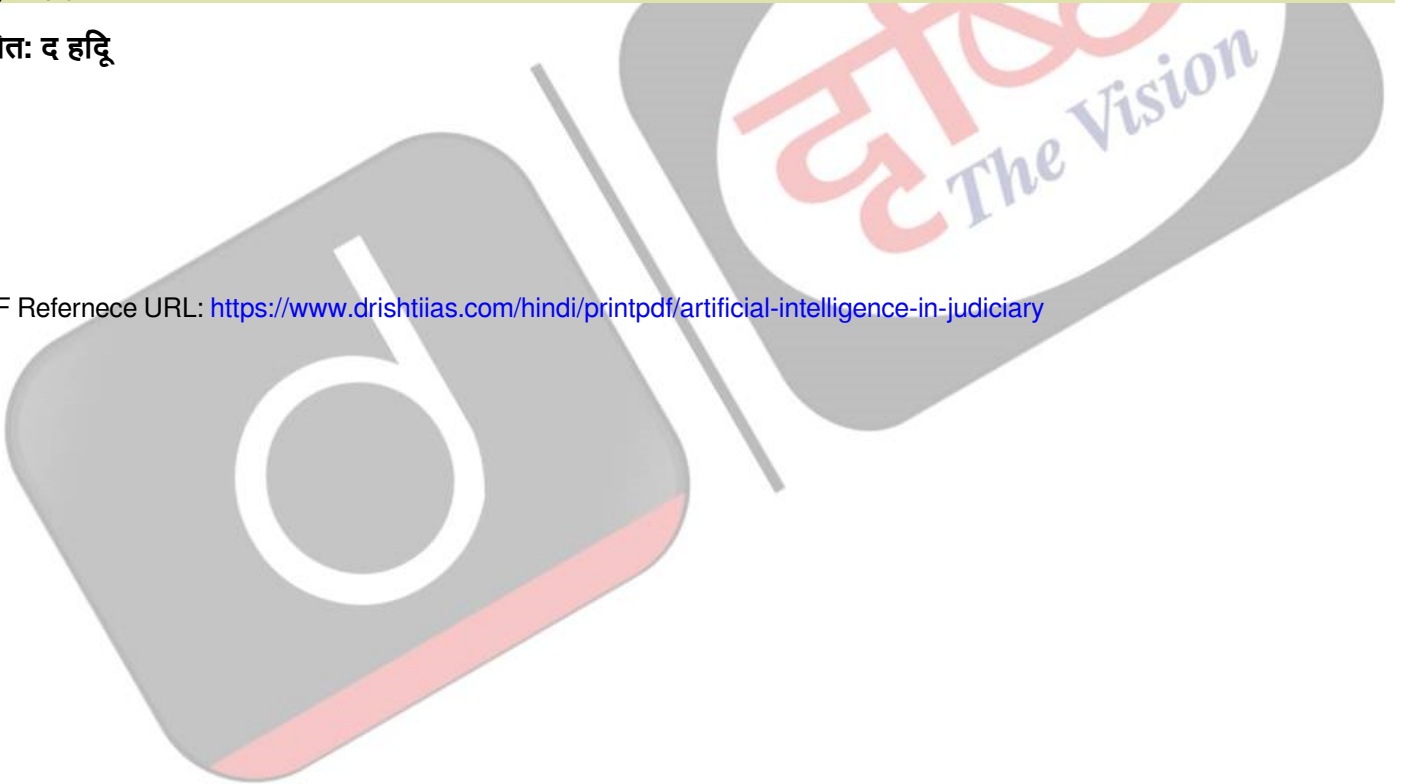 The Vision
त: द हिंदू
F Refernece URL: https://www.drishtiias.com/hindi/printpdf/artificial-intelligence-in-judiciary